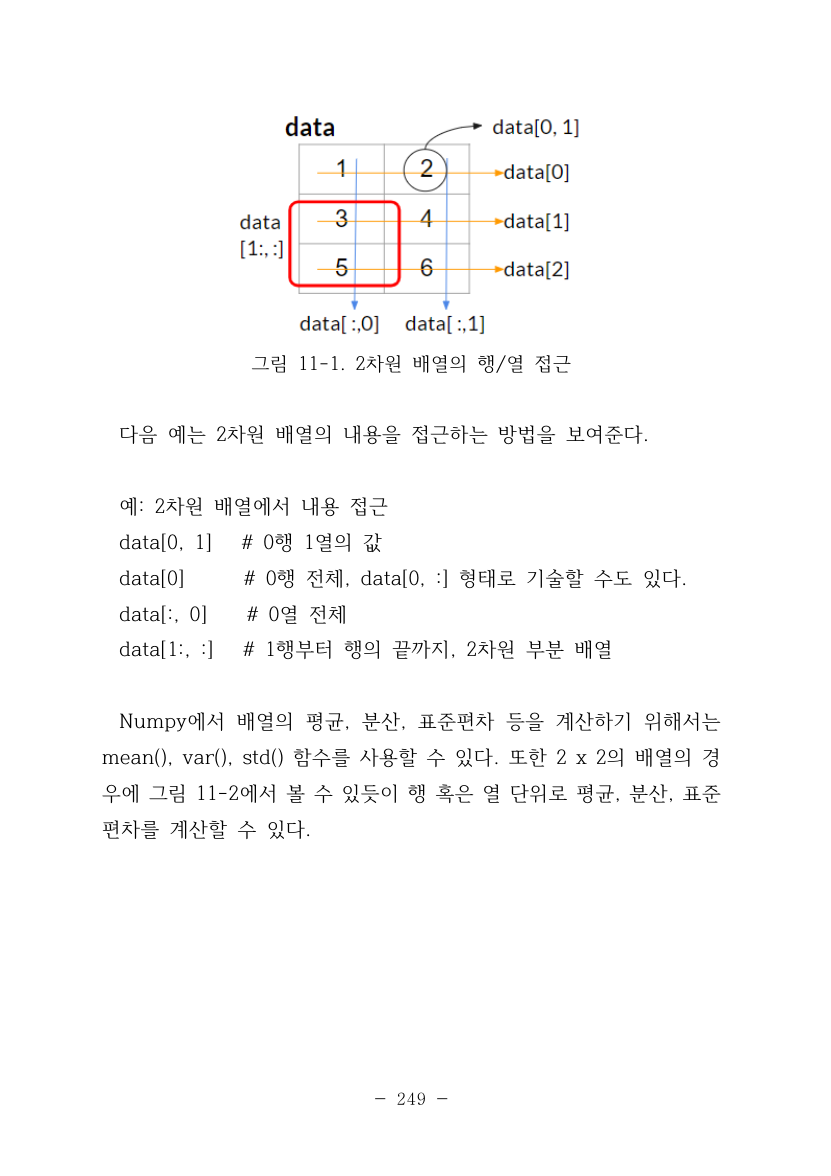 data
data[0, 1]
1 2 data[0]
data
[1:, :]
3 4 data[1]
5 6 data[2]
data[ :,0] data[ :,1]
그림 11-1. 2차원 배열의 행/열 접근
다음 예는 2차원 배열의 내용을 접근하는 방법을 보여준다.
예: 2차원 배열에서 내용 접근
data[0, 1] # 0행 1열의 값
data[0] # 0행 전체, data[0, :] 형태로 기술할 수도 있다.
data[:, 0] # 0열 전체
data[1:, :] # 1행부터 행의 끝까지, 2차원 부분 배열
Numpy에서 배열의 평균, 분산, 표준편차 등을 계산하기 위해서는
mean(), var(), std() 함수를 사용할 수 있다. 또한 2 x 2의 배열의 경
우에 그림 11-2에서 볼 수 있듯이 행 혹은 열 단위로 평균, 분산, 표준
편차를 계산할 수 있다.
- 249 -